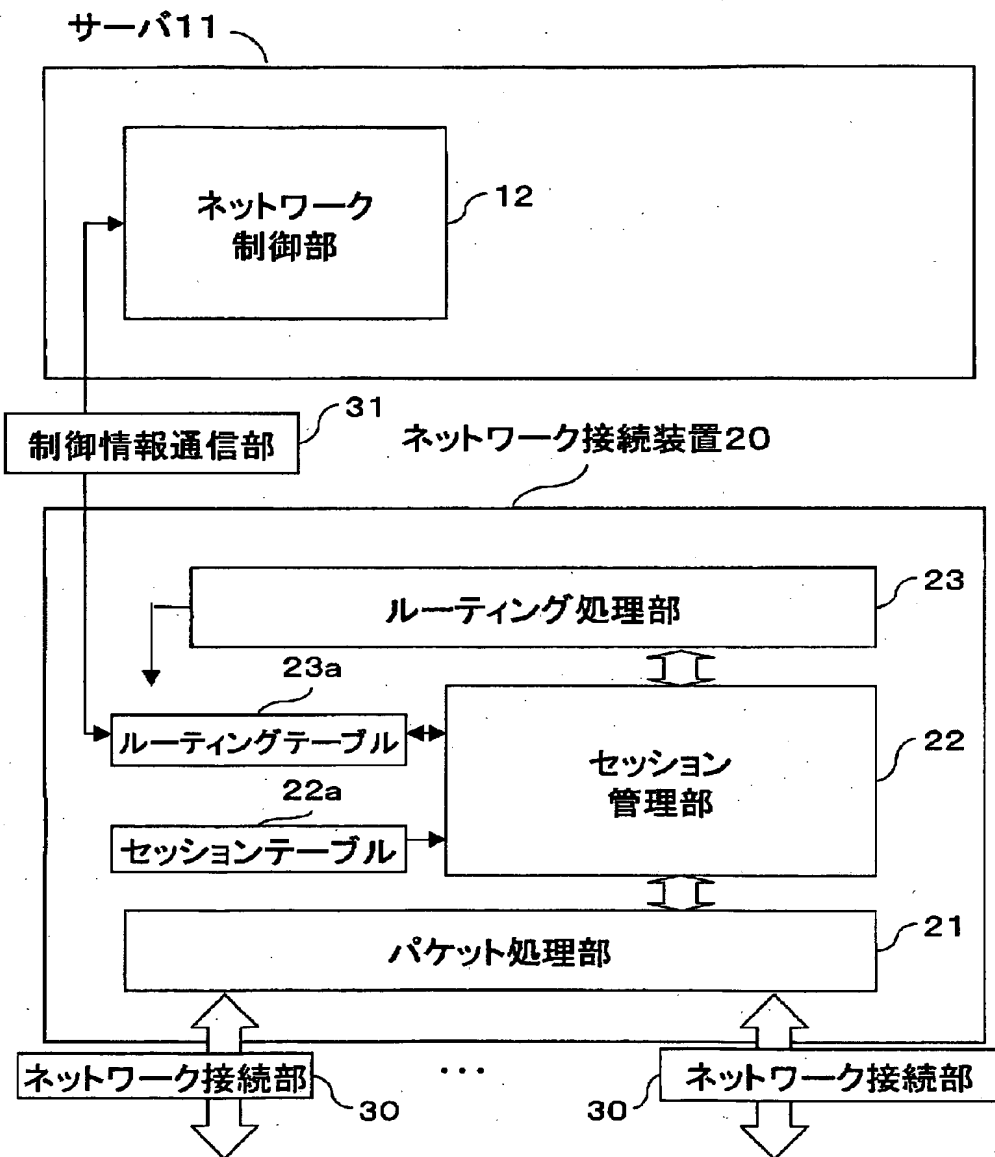 サーバ11
ネットワーク
制御部
12
制御情報通信部
31
ネットワーク接続装置20
ルーティング処理部
23
23a
ルーティングテーブル
22a
セッションテーブル
セッション
管理部
22
パケット処理部
21
ネットワーク接続部
30
...
30
ネットワーク接続部